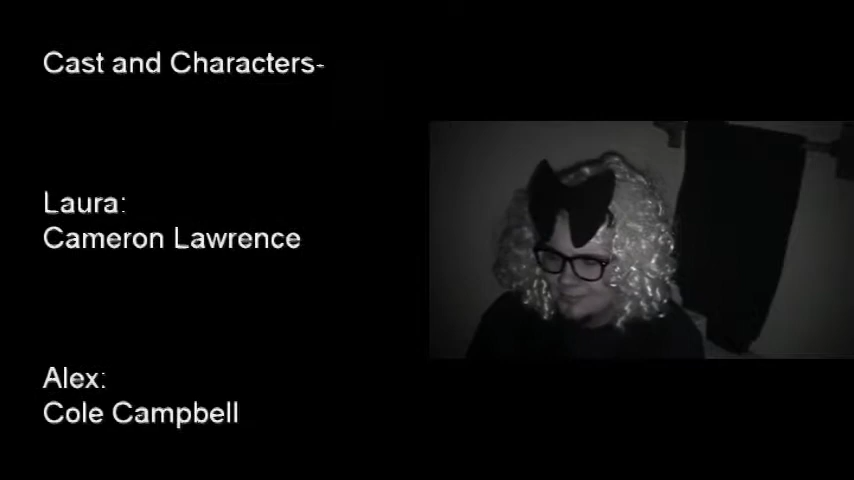 Cast and Characters-
Laura:
Cameron Lawrence
Alex:
Cole Campbell